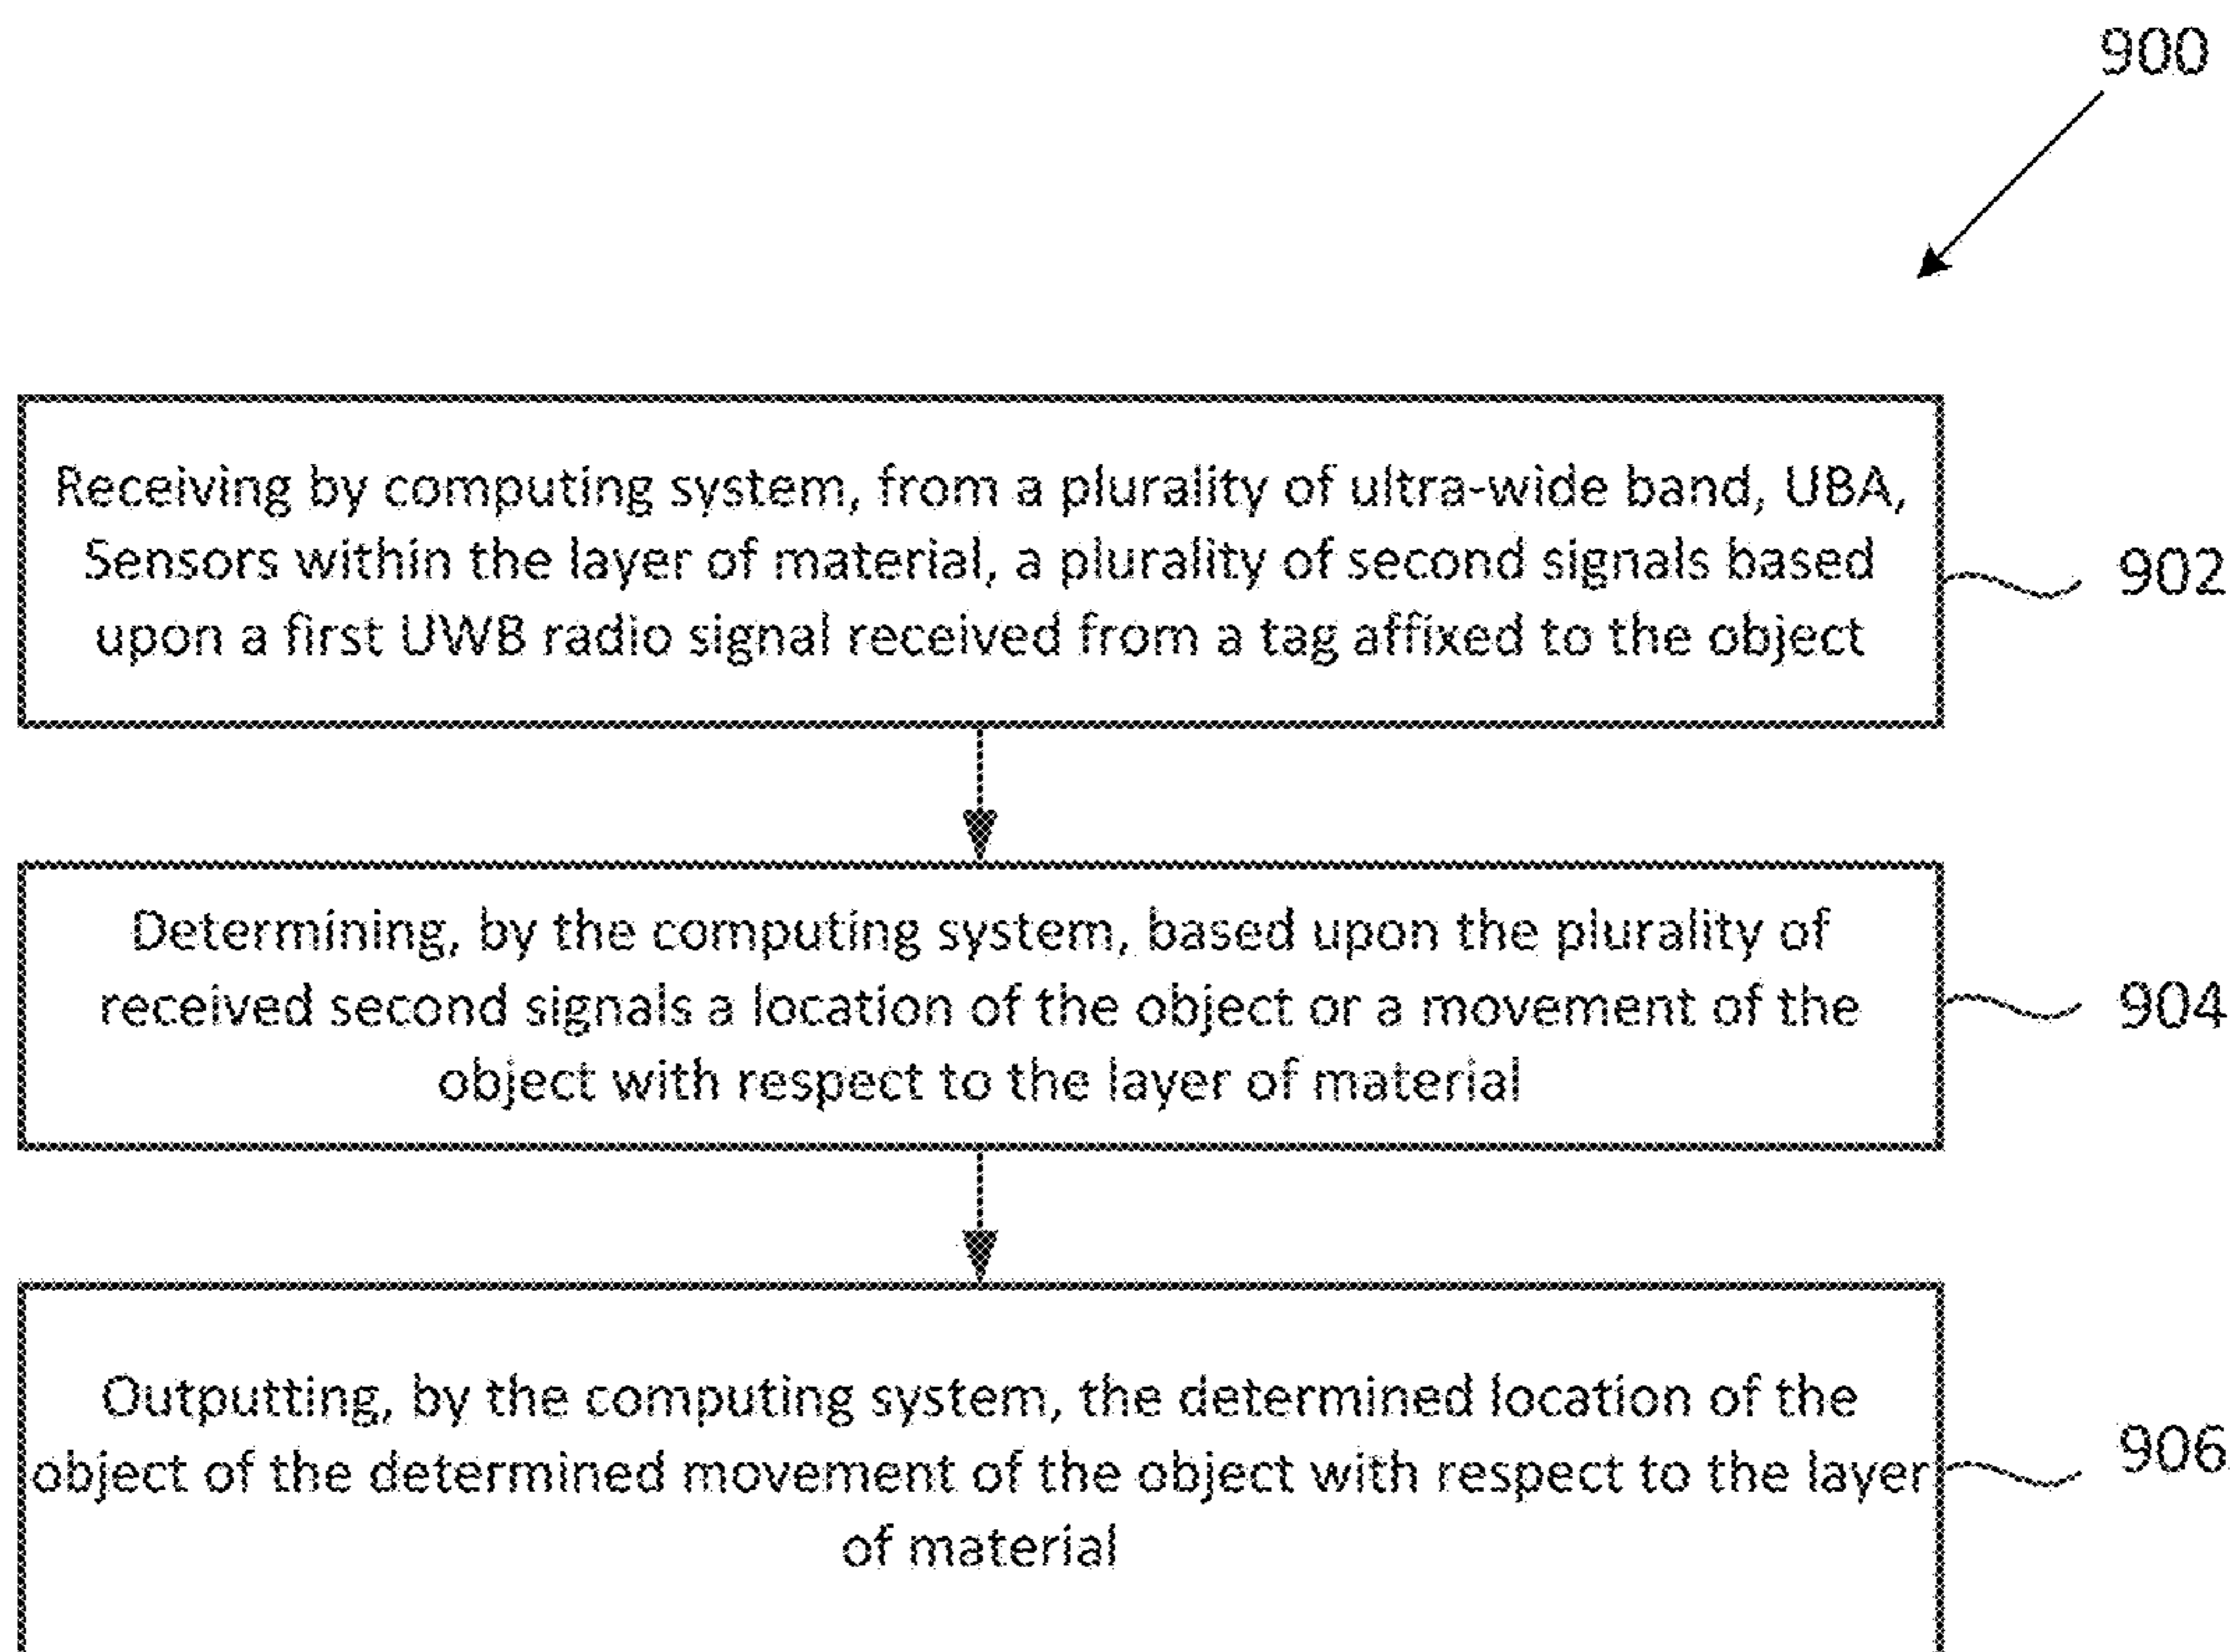 900
Receiving by computing system, from a plurality of ultra-wide band, UBA,
Sensors within the layer of material, a plurality of second signals based
upon a first UWB radio signal received from a tag affixed to the object
902
Determining, by the computing system, based upon the plurality of
received second signals a location of the object or a movement of the
object with respect to the layer of material
904
Outputting, by the computing system, the determined location of the
object of the determined movement of the object with respect to the layer
of material
906